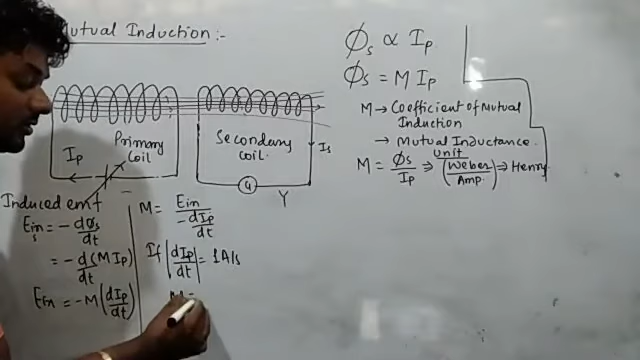 Mutual Induction :-
Primary
Coil
Ip
Secondary
coil.
Is
G
Y
ϕs ∝ Ip
ϕs = M Ip
M → Coefficient of Mutual
Induction
→ Mutual Inductance.
M = ϕs/Ip ⇒ unit (Weber/Amp.) ⇒ Henry
Induced emf
Eins = -dϕs/dt
= -d/dt (M Ip)
Ein = -M (dIp/dt)
M = Ein/(-dIp/dt)
If |dIp/dt| = 1A/s
M =